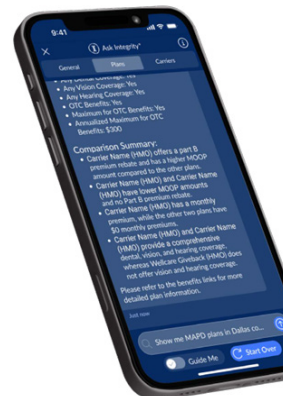 9:41
Ask Integrity
General Plans Carriers
• Any Dental Coverage: Yes
• Any Vision Coverage: Yes
• Any Hearing Coverage: Yes
• OTC Benefits: Yes
• Maximum for OTC Benefits: Yes
• Annualized Maximum for OTC
Benefits: $300
Comparison Summary:
• Carrier Name (HMO) offers a part B
premium rebate and has a higher MOOP
amount compared to the other plans.
• Carrier Name (HMO) and Carrier Name
(HMO) have lower MOOP amounts
and no Part B premium rebate.
• Carrier Name (HMO) has a monthly
premium, while the other two plans have
$0 monthly premiums.
• Carrier Name (HMO) and Carrier Name
(HMO) provide a comprehensive
dental, vision, and hearing coverage,
whereas Wellcare Giveback (HMO) does
not offer vision and hearing coverage.
Please refer to the benefits links for more
detailed plan information.
Just now
Show me MAPD plans in Dallas co...
Guide Me
Start Over